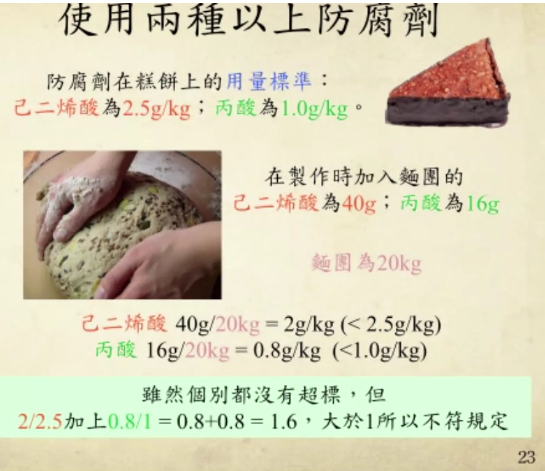 使用兩種以上防腐劑
防腐劑在糕餅上的用量標準：
己二烯酸為2.5g/kg；丙酸為1.0g/kg。
在製作時加入麵團的
己二烯酸為40g；丙酸為16g
麵團為20kg
己二烯酸 40g/20kg = 2g/kg (< 2.5g/kg)
丙酸 16g/20kg = 0.8g/kg (<1.0g/kg)
雖然個別都沒有超標，但
2/2.5加上0.8/1 = 0.8+0.8 = 1.6，大於1所以不符規定
23